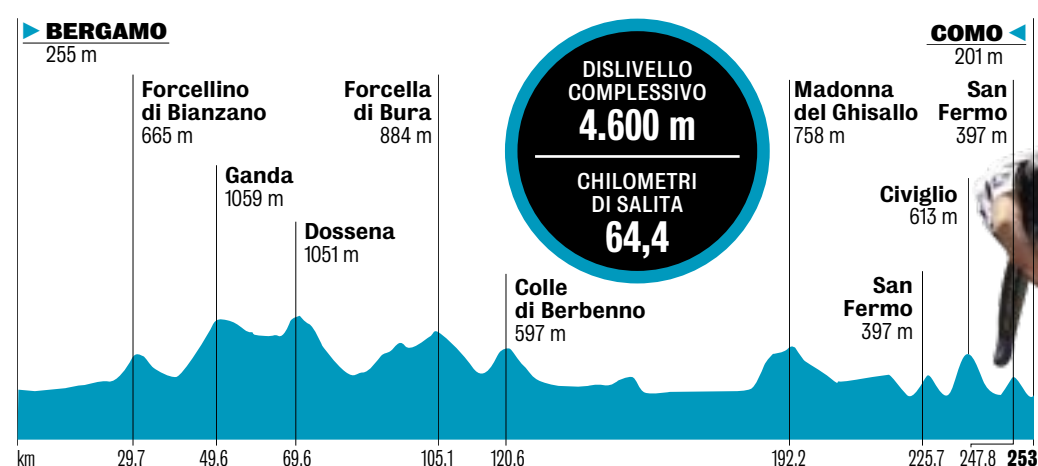 BERGAMO
255 m
COMO
201 m
Forcellino
di Bianzano
665 m
Ganda
1059 m
Dossena
1051 m
Forcella
di Bura
884 m
Colle
di Berbenno
597 m
DISLIVELLO
COMPLESSIVO
4.600 m
CHILOMETRI
DI SALITA
64,4
Madonna
del Ghisallo
758 m
San
Fermo
397 m
Civiglio
613 m
San
Fermo
397 m
km 29.7 49.6 69.6 105.1 120.6 192.2 225.7 247.8 253